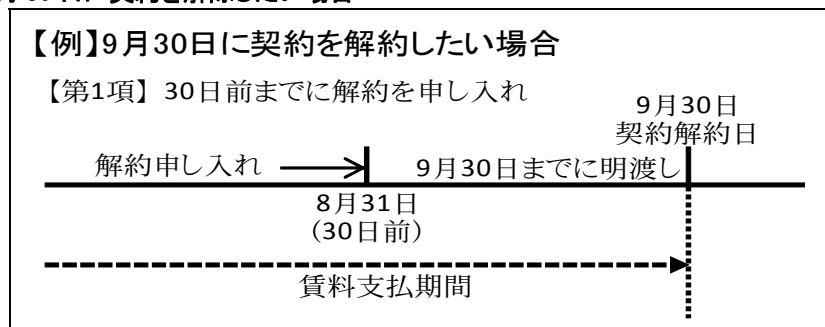 【例】9月30日に契約を解約したい場合
【第1項】30日前までに解約を申し入れ
9月30日
契約解約日
解約申し入れ
9月30日までに明渡し
8月31日
（30日前）
賃料支払期間